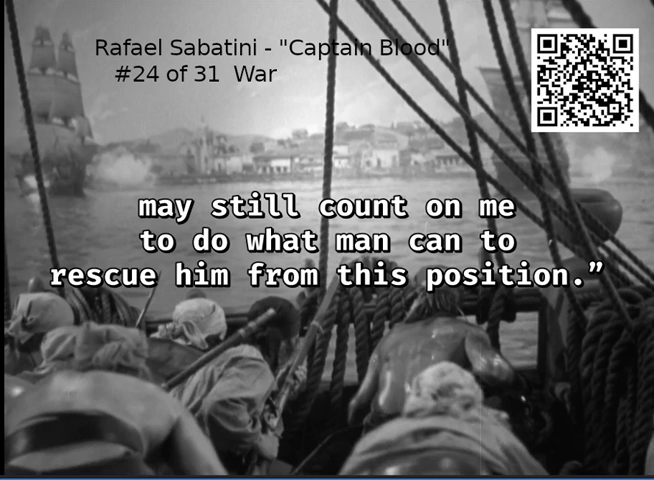 Rafael Sabatini - "Captain Blood"
#24 of 31  War
may still count on me
to do what man can to
rescue him from this position.”